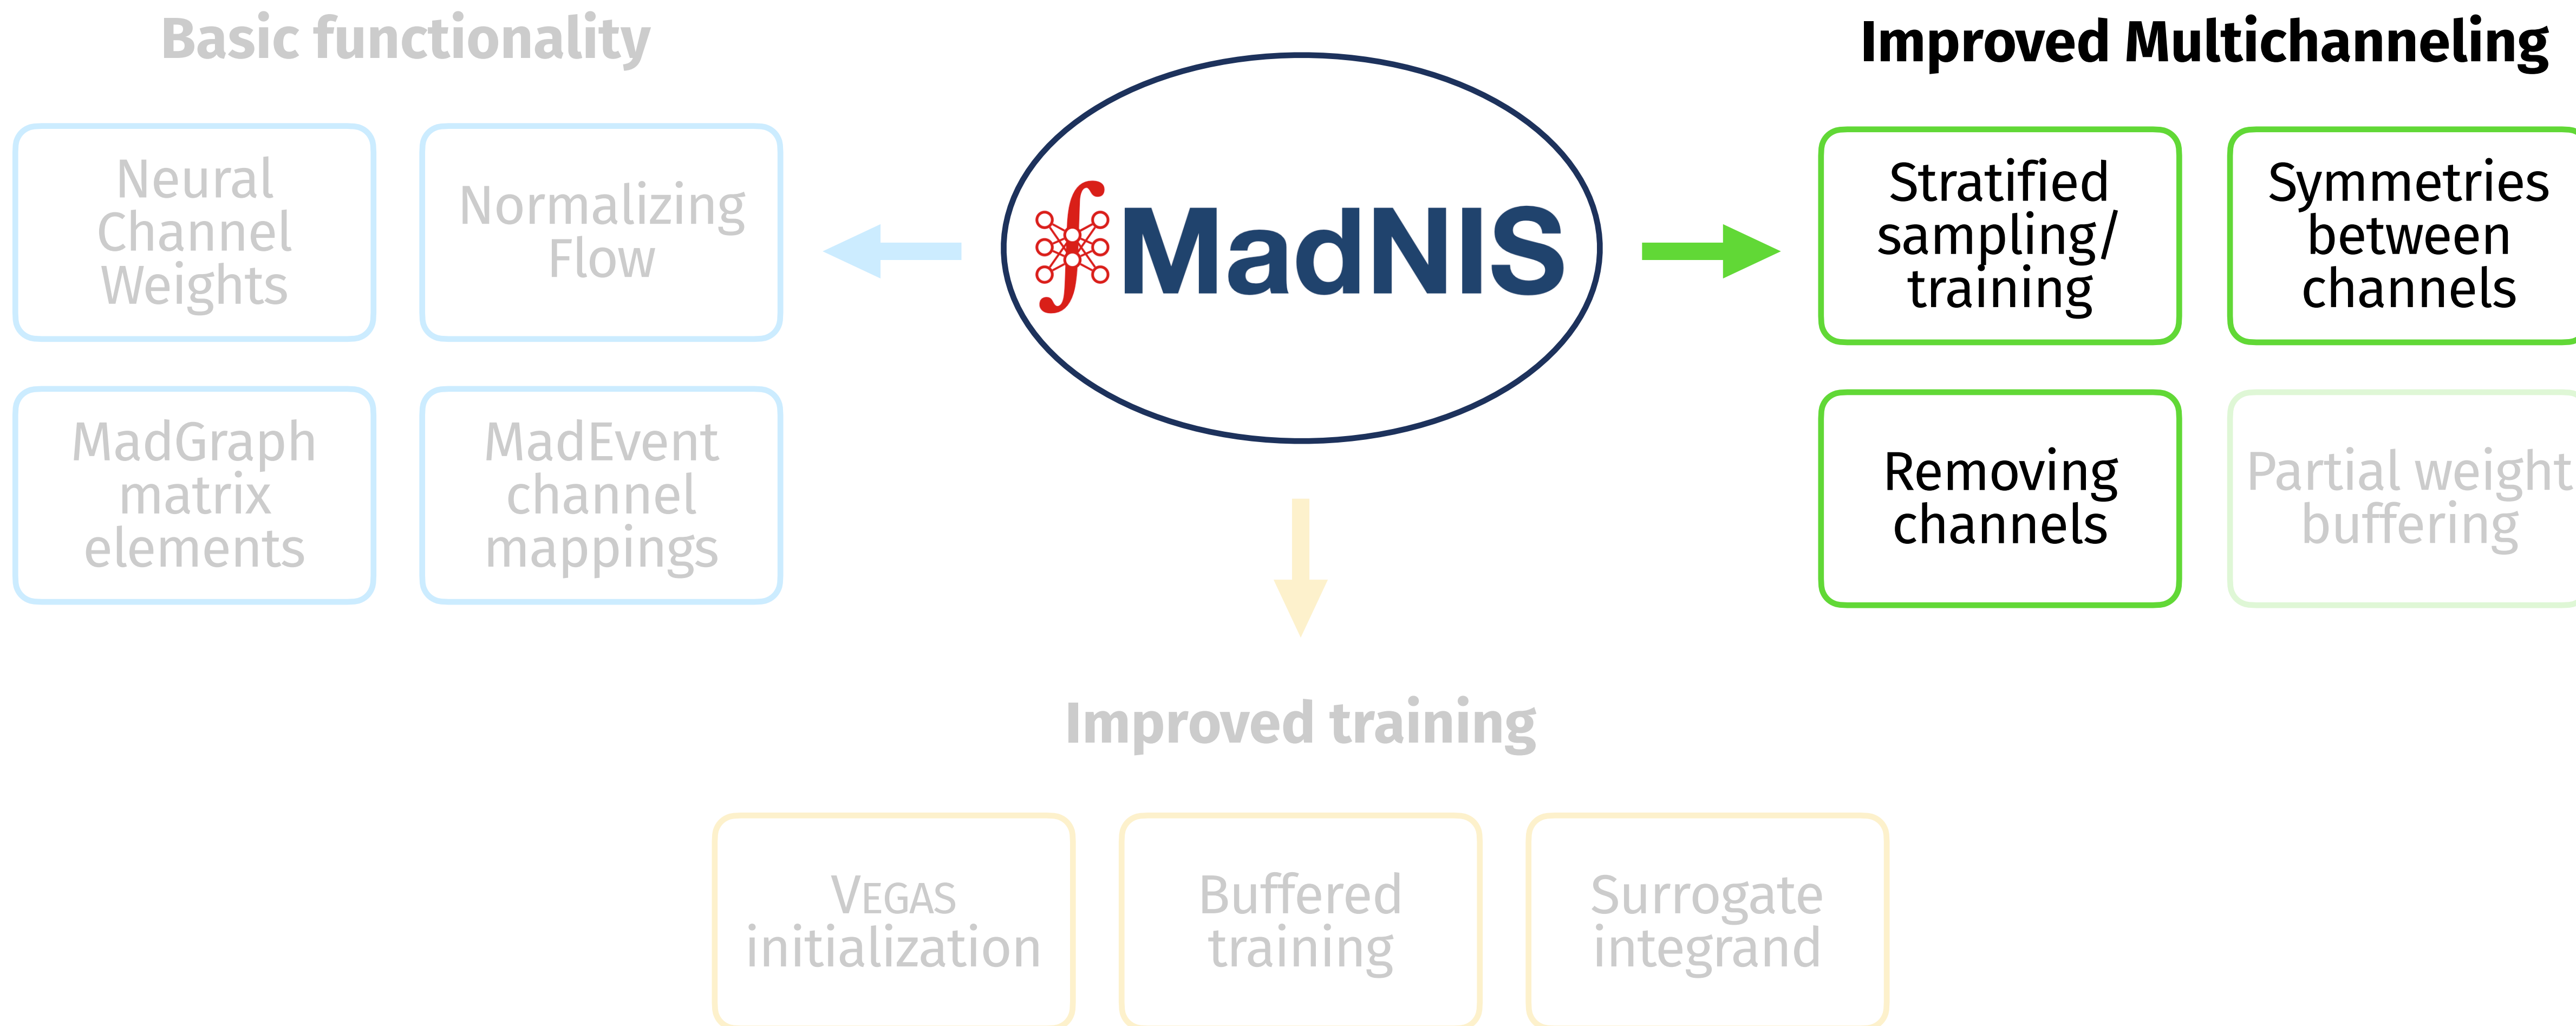 Basic functionality
Neural
Channel
Weights
Normalizing
Flow
MadGraph
matrix
elements
MadEvent
channel
mappings
MadNIS
Improved Multichanneling
Stratified
sampling/
training
Symmetries
between
channels
Removing
channels
Partial weight
buffering
Improved training
VEGAS
initialization
Buffered
training
Surrogate
integrand